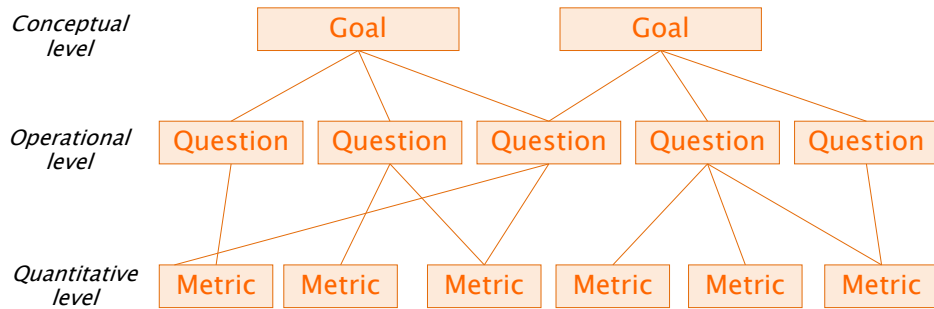 Conceptual
level
Goal Goal
Operational
level
Question Question Question Question Question
Quantitative
level
Metric Metric Metric Metric Metric Metric